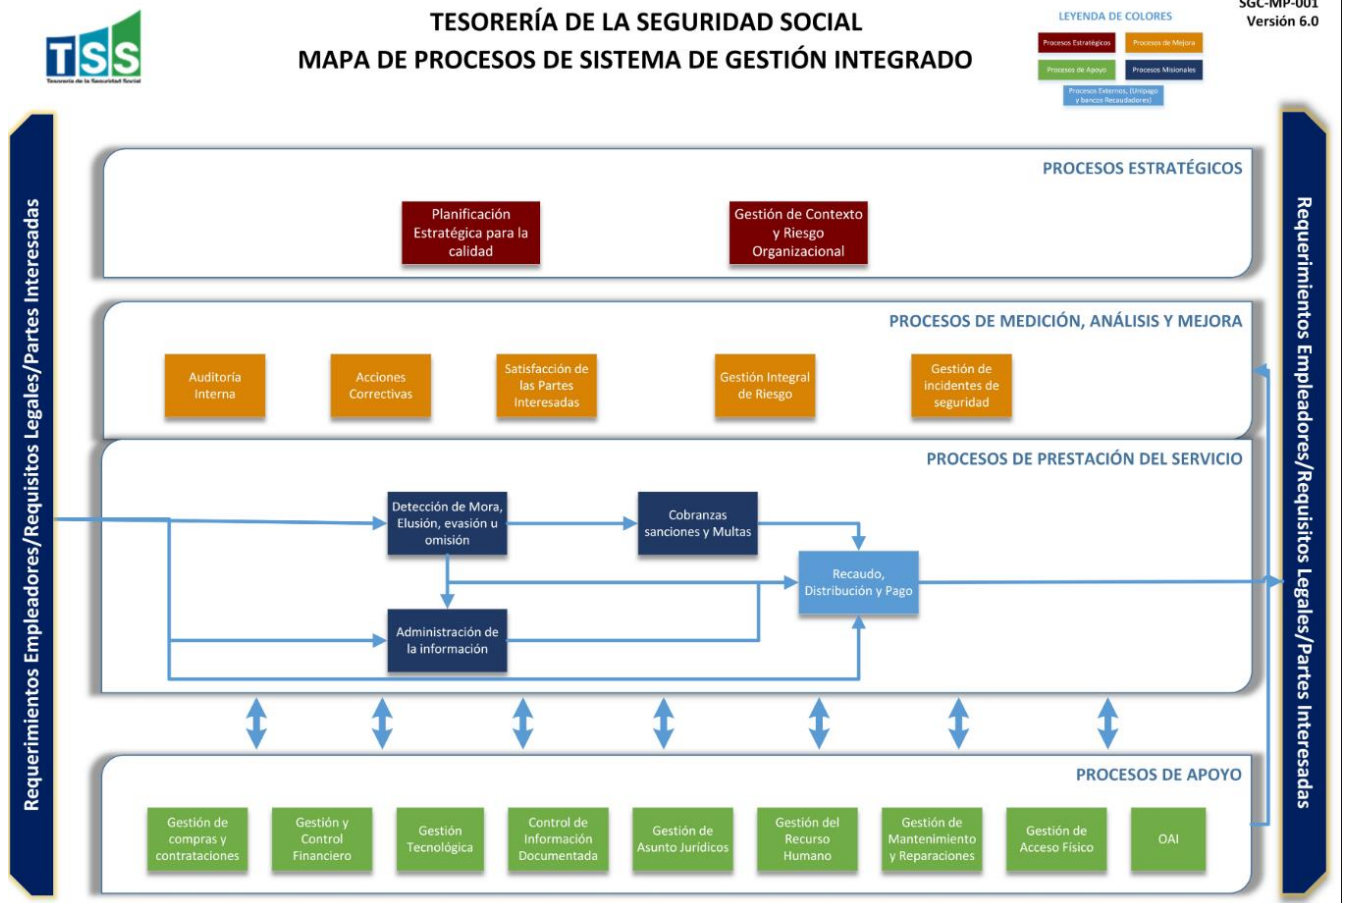 SGC-MP-001
Versión 6.0
TSS
Tesorería de la Seguridad Social
TESORERÍA DE LA SEGURIDAD SOCIAL
MAPA DE PROCESOS DE SISTEMA DE GESTIÓN INTEGRADO
LEYENDA DE COLORES
Procesos Estratégicos
Procesos de Mejora
Procesos de Apoyo
Procesos Misionales
Procesos Externos, (Unipago
y bancos Recaudadores)
Requerimientos Empleadores/Requisitos Legales/Partes Interesadas
PROCESOS ESTRATÉGICOS
Planificación
Estratégica para la
calidad
Gestión de Contexto
y Riesgo
Organizacional
PROCESOS DE MEDICIÓN, ANÁLISIS Y MEJORA
Auditoría
Interna
Acciones
Correctivas
Satisfacción de
las Partes
Interesadas
Gestión Integral
de Riesgo
Gestión de
incidentes de
seguridad
PROCESOS DE PRESTACIÓN DEL SERVICIO
Detección de Mora,
Elusión, evasión u
omisión
Cobranzas
sanciones y Multas
Recaudo,
Distribución y Pago
Administración de
la información
PROCESOS DE APOYO
Gestión de
compras y
contrataciones
Gestión y
Control
Financiero
Gestión
Tecnológica
Control de
Información
Documentada
Gestión de
Asunto Jurídicos
Gestión del
Recurso
Humano
Gestión de
Mantenimiento
y Reparaciones
Gestión de
Acceso Físico
OAI
Requerimientos Empleadores/Requisitos Legales/Partes Interesadas